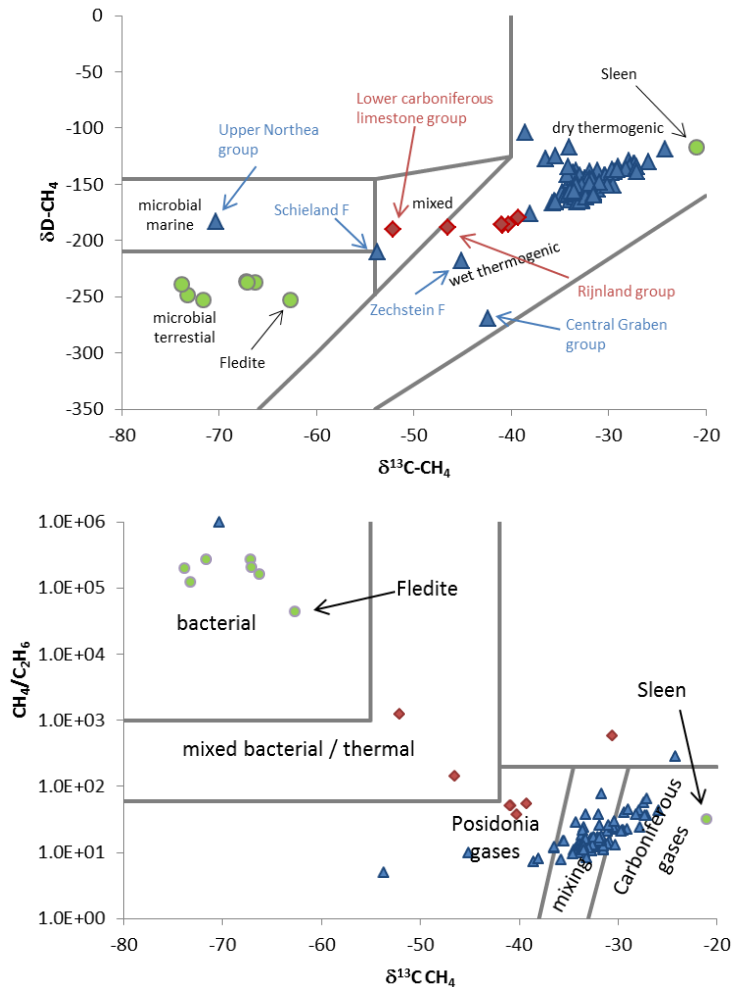 0
Sleen
-50
Lower carboniferous
limestone group
dry thermogenic
-100
Upper Northea
group
δD-CH4
-150
microbial
marine
Schieland F
mixed
-200
wet thermogenic
-250
microbial
terrestial
Zechstein F
Rijnland group
-300
Fledite
Central Graben
group
-350
-80 -70 -60 -50 -40 -30 -20
δ13C-CH4
1.0E+06
1.0E+05
Fledite
bacterial
1.0E+04
CH4/C2H6
Sleen
1.0E+03
mixed bacterial / thermal
1.0E+02
Posidonia
gases
mixing
Carboniferous
gases
1.0E+01
1.0E+00
-80 -70 -60 -50 -40 -30 -20
δ13C CH4